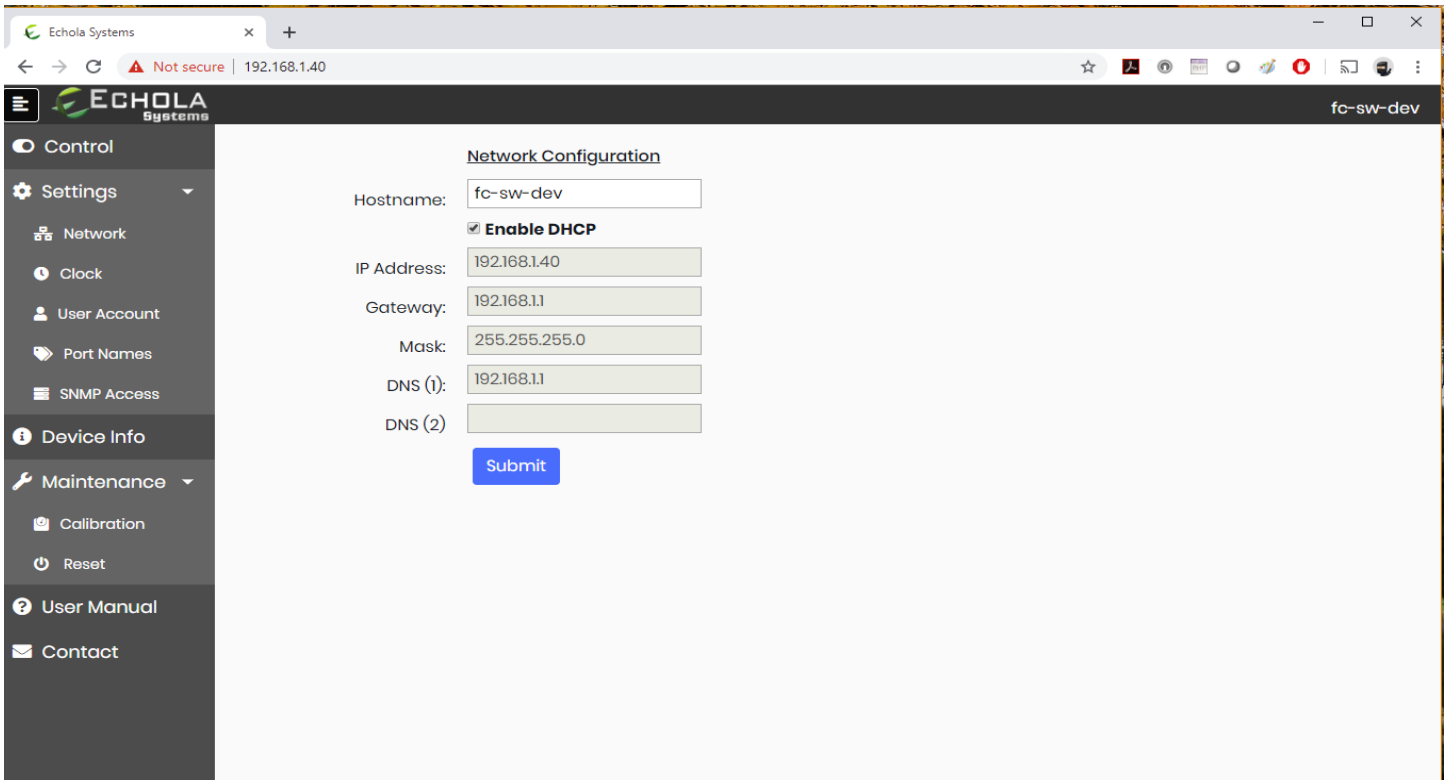 Echola Systems
Not secure | 192.168.1.40
ECHOLA
Systems
fc-sw-dev
Control
Settings
Network
Clock
User Account
Port Names
SNMP Access
Device Info
Maintenance
Calibration
Reset
User Manual
Contact
Network Configuration
Hostname: fc-sw-dev
Enable DHCP
IP Address: 192.168.1.40
Gateway: 192.168.1.1
Mask: 255.255.255.0
DNS (1): 192.168.1.1
DNS (2)
Submit